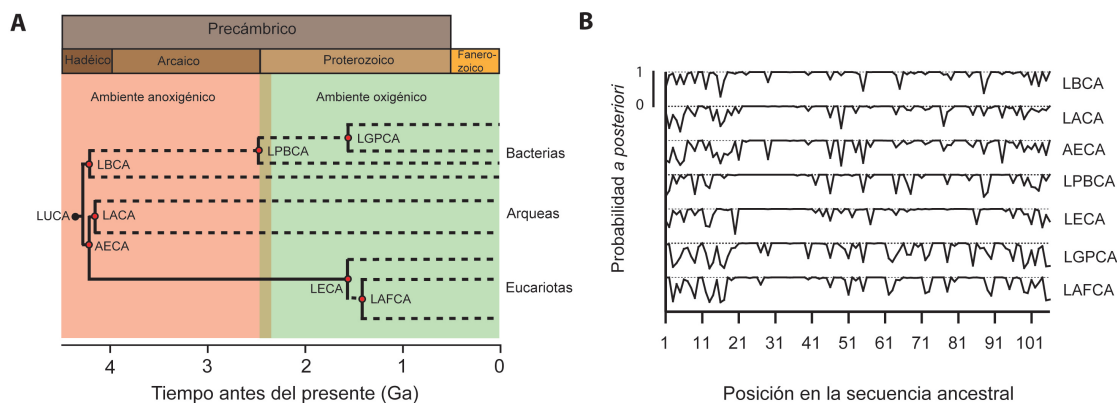 A
Precámbrico
Hadéico
Arcaico
Proterozoico
Fanero-
zoico
Ambiente anoxigénico
Ambiente oxigénico
LGPCA
LPBCA
Bacterias
LBCA
LUCA
LACA
Arqueas
AECA
LECA
LAFCA
Eucariotas
4
3
2
1
0
Tiempo antes del presente (Ga)
B
Probabilidad a posteriori
1
0
LBCA
LACA
AECA
LPBCA
LECA
LGPCA
LAFCA
1
11
21
31
41
51
61
71
81
91
101
Posición en la secuencia ancestral